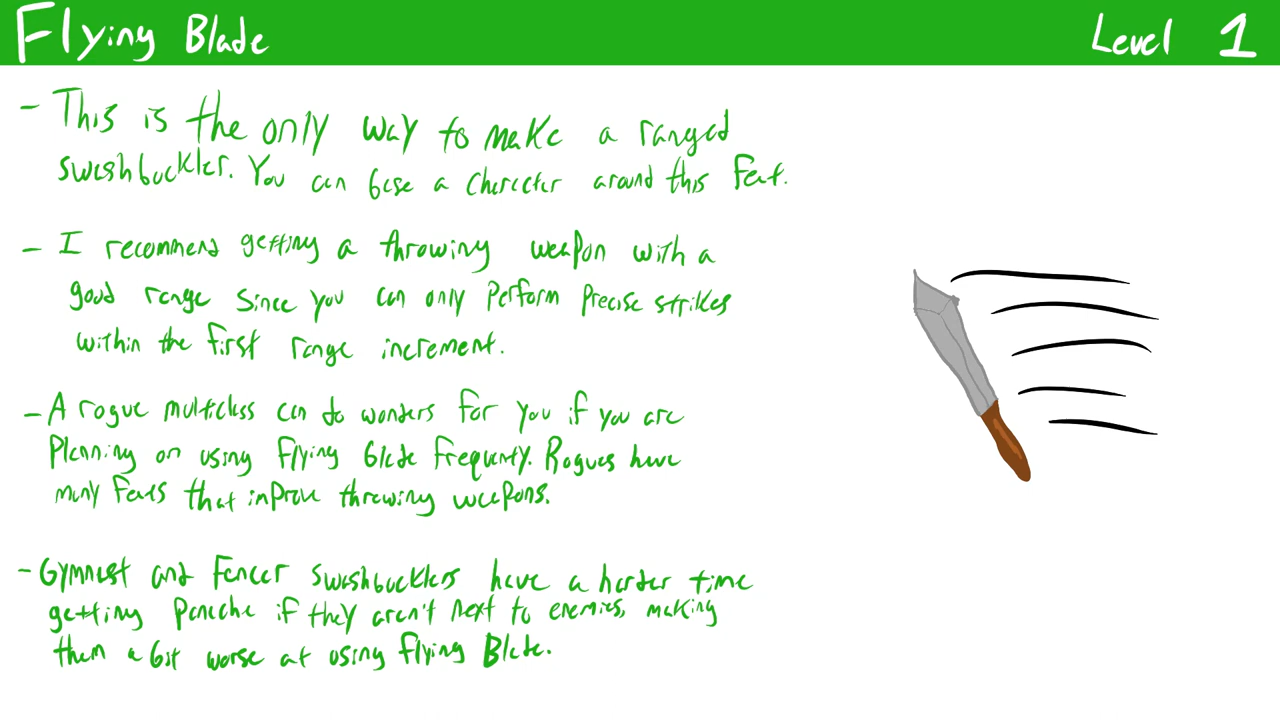 Flying Blade
Level 1
- This is the only way to make a ranged
swashbuckler. You can base a character around this feat.
- I recommend getting a throwing weapon with a
good range since you can only perform precise strikes
within the first range increment.
- A rogue multiclass can do wonders for you if you are
planning on using flying blade frequently. Rogues have
many feats that improve throwing weapons.
- Gymnast and Fencer swashbucklers have a harder time
getting panache if they aren't next to enemies, making
them a bit worse at using flying Blade.